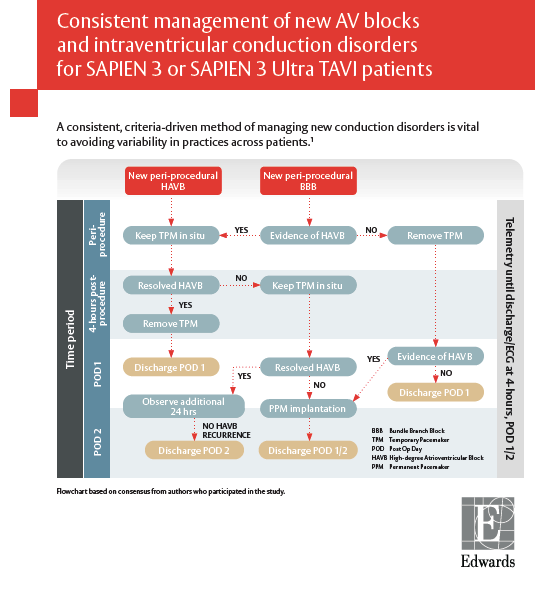 Consistent management of new AV blocks
and intraventricular conduction disorders
for SAPIEN 3 or SAPIEN 3 Ultra TAVI patients
A consistent, criteria-driven method of managing new conduction disorders is vital
to avoiding variability in practices across patients.¹
New peri-procedural
HAVB
New peri-procedural
BBB
Time period
Peri-
procedure
Keep TPM in situ
YES
Evidence of HAVB
NO
Remove TPM
4-hours post-
procedure
Resolved HAVB
NO
Keep TPM in situ
YES
Remove TPM
POD 1
Discharge POD 1
Resolved HAVB
YES
Evidence of HAVB
YES
NO
NO
Discharge POD 1
Observe additional
24 hrs
PPM implantation
POD 2
NO HAVB
RECURRENCE
Discharge POD 2
Discharge POD 1/2
BBB Bundle Branch Block
TPM Temporary Pacemaker
POD Post Op Day
HAVB High-degree Atrioventricular Block
PPM Permanent Pacemaker
Telemetry until discharge/ECG at 4-hours, POD 1/2
Flowchart based on consensus from authors who participated in the study.
E
Edwards